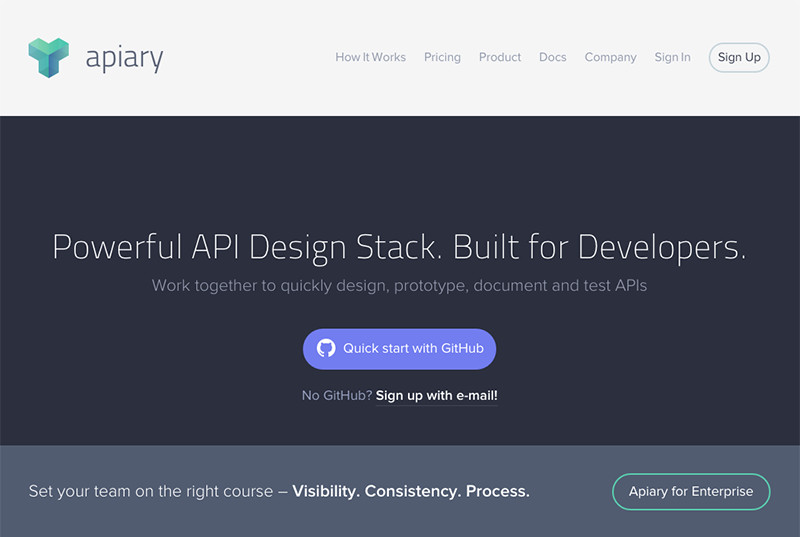 apiary
How It Works Pricing Product Docs Company Sign In Sign Up
Powerful API Design Stack. Built for Developers.
Work together to quickly design, prototype, document and test APIs
Quick start with GitHub
No GitHub? Sign up with e-mail!
Set your team on the right course – Visibility. Consistency. Process. Apiary for Enterprise